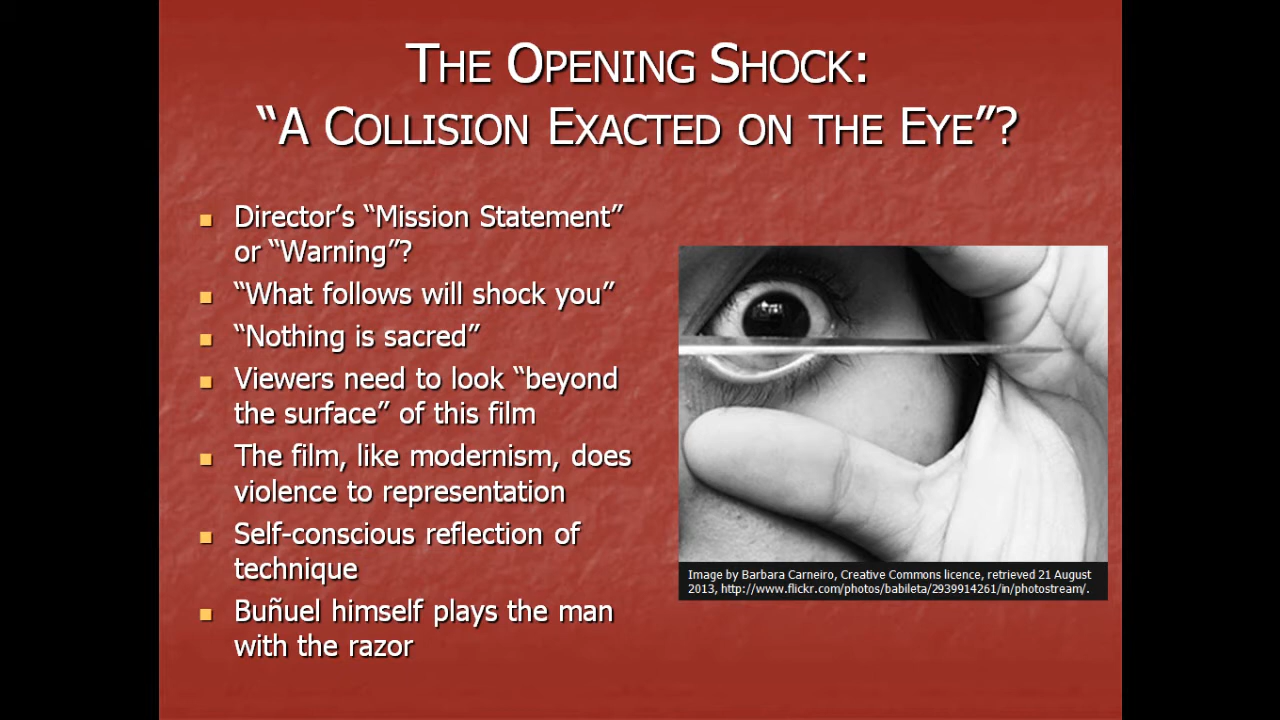 The Opening Shock:
“A Collision Exacted on the Eye”?
Director’s “Mission Statement”
or “Warning”?
“What follows will shock you”
“Nothing is sacred”
Viewers need to look “beyond
the surface” of this film
The film, like modernism, does
violence to representation
Self-conscious reflection of
technique
Buñuel himself plays the man
with the razor
Image by Barbara Carneiro, Creative Commons licence, retrieved 21 August
2013, http://www.flickr.com/photos/babileta/2939914261/in/photostream/.